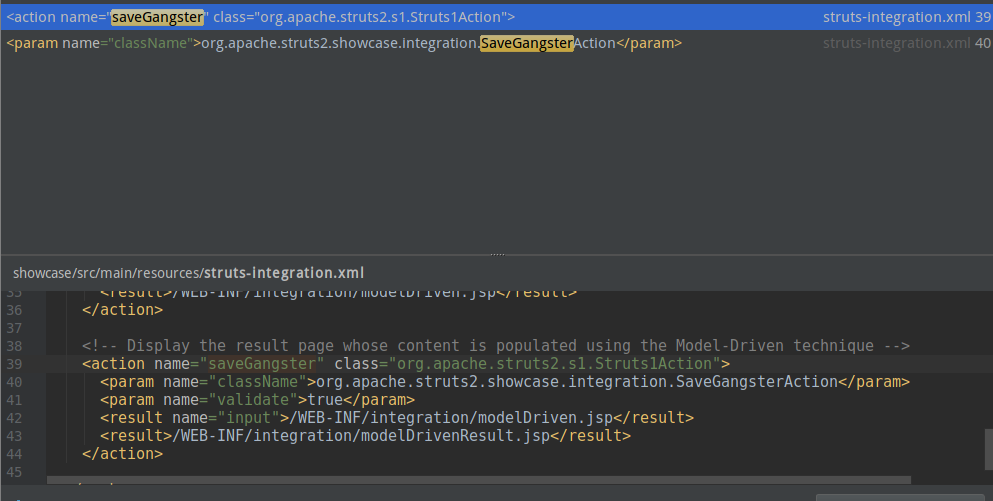 <action name="saveGangster" class="org.apache.struts2.s1.Struts1Action"> struts-integration.xml 39
<param name="className">org.apache.struts2.showcase.integration.SaveGangsterAction</param> struts-integration.xml 40
showcase/src/main/resources/struts-integration.xml
35 <result>/WEB-INF/integration/modelDriven.jsp</result>
36 </action>
37
38 <!-- Display the result page whose content is populated using the Model-Driven technique -->
39 <action name="saveGangster" class="org.apache.struts2.s1.Struts1Action">
40 <param name="className">org.apache.struts2.showcase.integration.SaveGangsterAction</param>
41 <param name="validate">true</param>
42 <result name="input">/WEB-INF/integration/modelDriven.jsp</result>
43 <result>/WEB-INF/integration/modelDrivenResult.jsp</result>
44 </action>
45